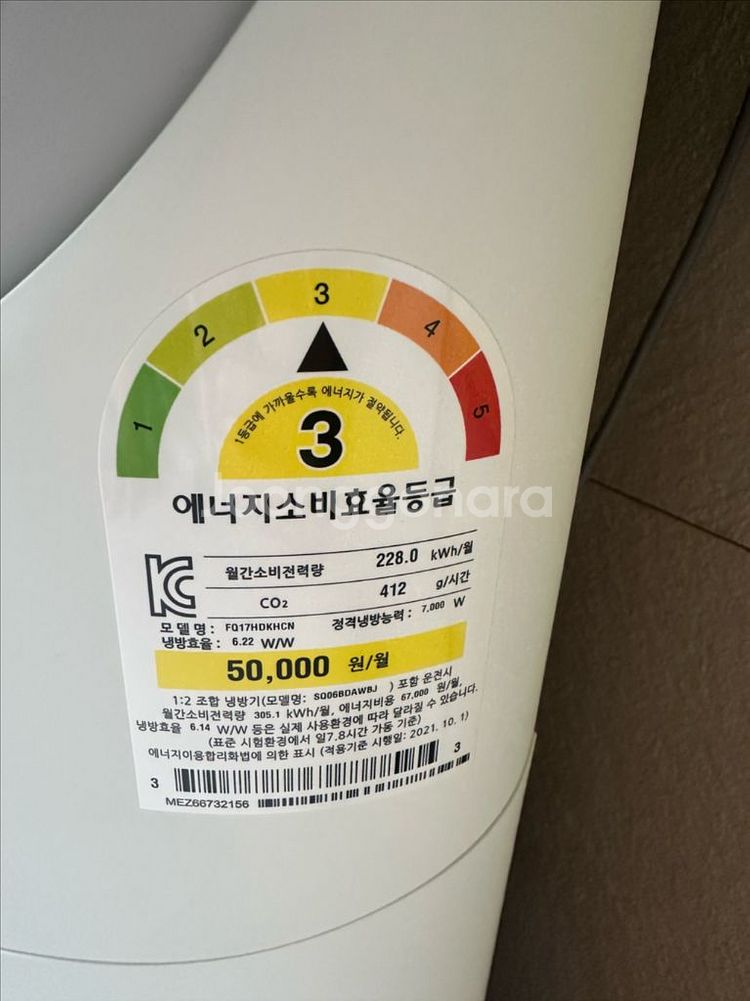 1
2
3
4
5
1등급에 가까울수록 에너지가 절약됩니다.
3
에너지소비효율등급
joonggonara
월간소비전력량 228.0 kWh/월
CO₂ 412 g/시간
모 델 명 : FQ17HDKHCN 정격냉방능력 : 7,000 W
냉방효율 : 6.22 W/W
50,000 원/월
1:2 조합 냉방기(모델명: SQ06BDAWBJ ) 포함 운전시
월간소비전력량 305.1 kWh/월, 에너지비용 67,000 원/월,
냉방효율 6.14 W/W 등은 실제 사용환경에 따라 달라질 수 있습니다.
(표준 시험환경에서 일7.8시간 가동 기준)
에너지이용합리화법에 의한 표시 (적용기준 시행일: 2021. 10. 1)
3 3
MEZ66732156